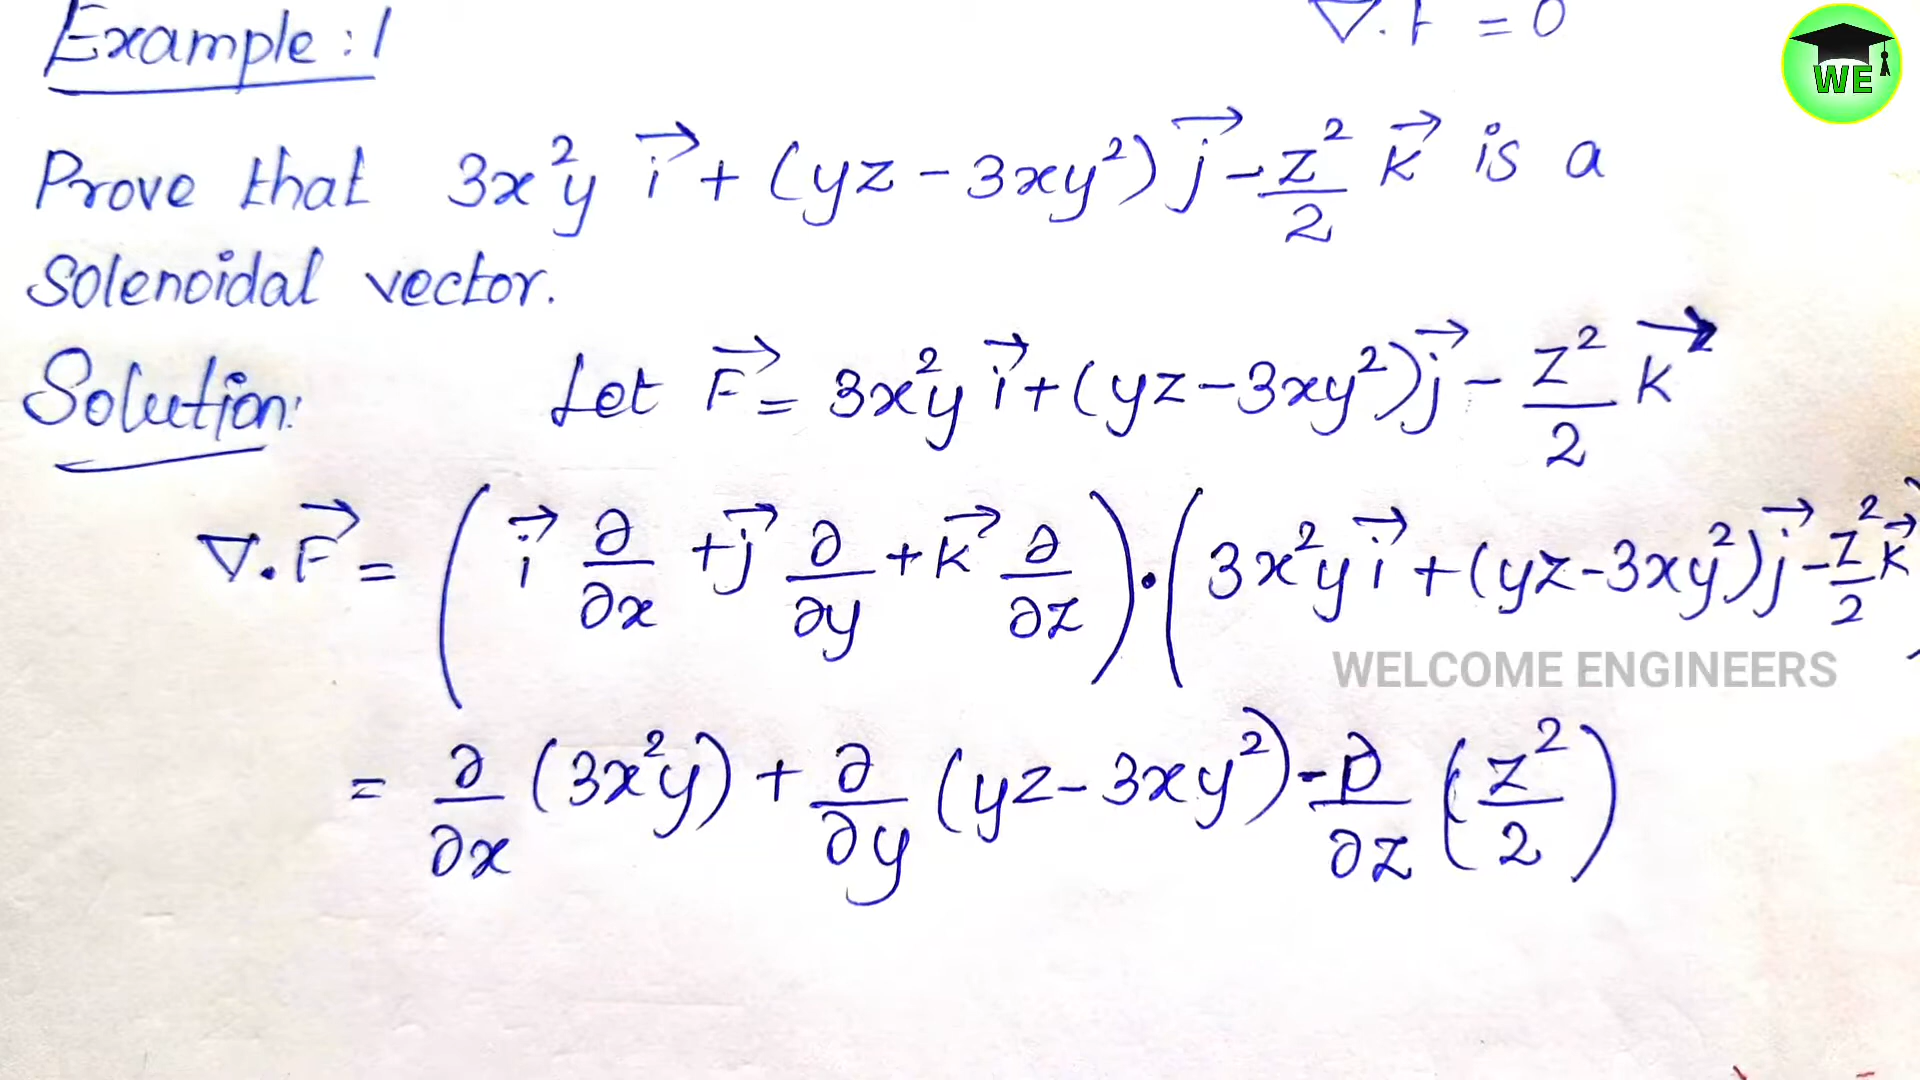 Example : 1
∇. F = 0
WE
Prove that 3x²y i⃗ + (yz - 3xy²) j⃗ - z²/2 k⃗ is a
Solenoidal vector.
Solution: Let F⃗ = 3x²y i⃗ + (yz - 3xy²) j⃗ - z²/2 k⃗
∇. F⃗ = ( i⃗ ∂/∂x + j⃗ ∂/∂y + k⃗ ∂/∂z ) . ( 3x²y i⃗ + (yz - 3xy²) j⃗ - z²/2 k⃗ )
WELCOME ENGINEERS
= ∂/∂x (3x²y) + ∂/∂y (yz - 3xy²) - ∂/∂z ( z²/2 )